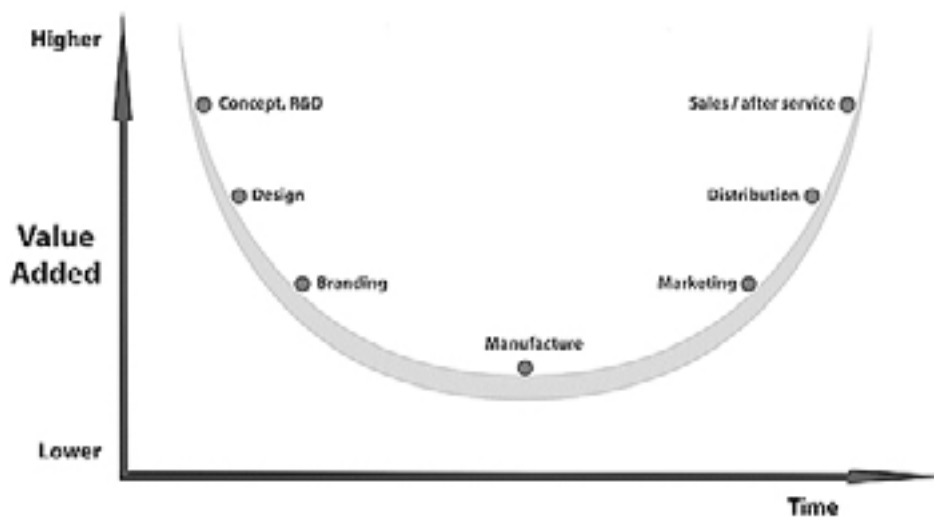 Higher
Concept, R&D
Sales / after service
Design
Distribution
Value
Added
Branding
Marketing
Manufacture
Lower
Time